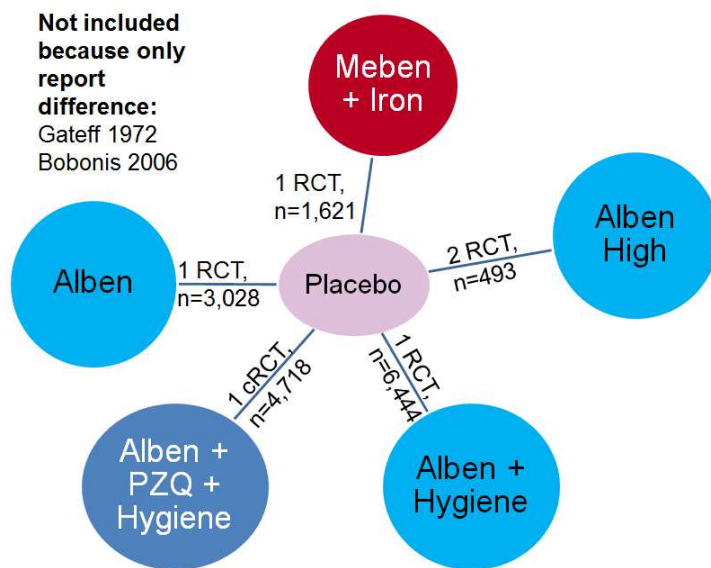 Not included
because only
report
difference:
Gateff 1972
Bobonis 2006
Meben
+ Iron
1 RCT,
n=1,621
Alben
High
2 RCT,
n=493
Alben
1 RCT,
n=3,028
Placebo
1 cRCT,
n=4,718
1 RCT,
n=6,444
Alben +
PZQ +
Hygiene
Alben +
Hygiene